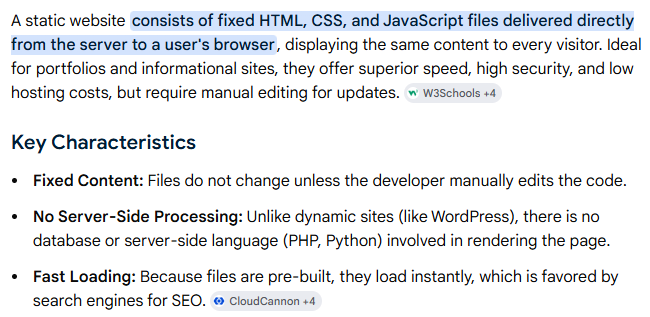 A static website consists of fixed HTML, CSS, and JavaScript files delivered directly
from the server to a user's browser, displaying the same content to every visitor. Ideal
for portfolios and informational sites, they offer superior speed, high security, and low
hosting costs, but require manual editing for updates. W3Schools +4
Key Characteristics
• Fixed Content: Files do not change unless the developer manually edits the code.
• No Server-Side Processing: Unlike dynamic sites (like WordPress), there is no
database or server-side language (PHP, Python) involved in rendering the page.
• Fast Loading: Because files are pre-built, they load instantly, which is favored by
search engines for SEO. CloudCannon +4